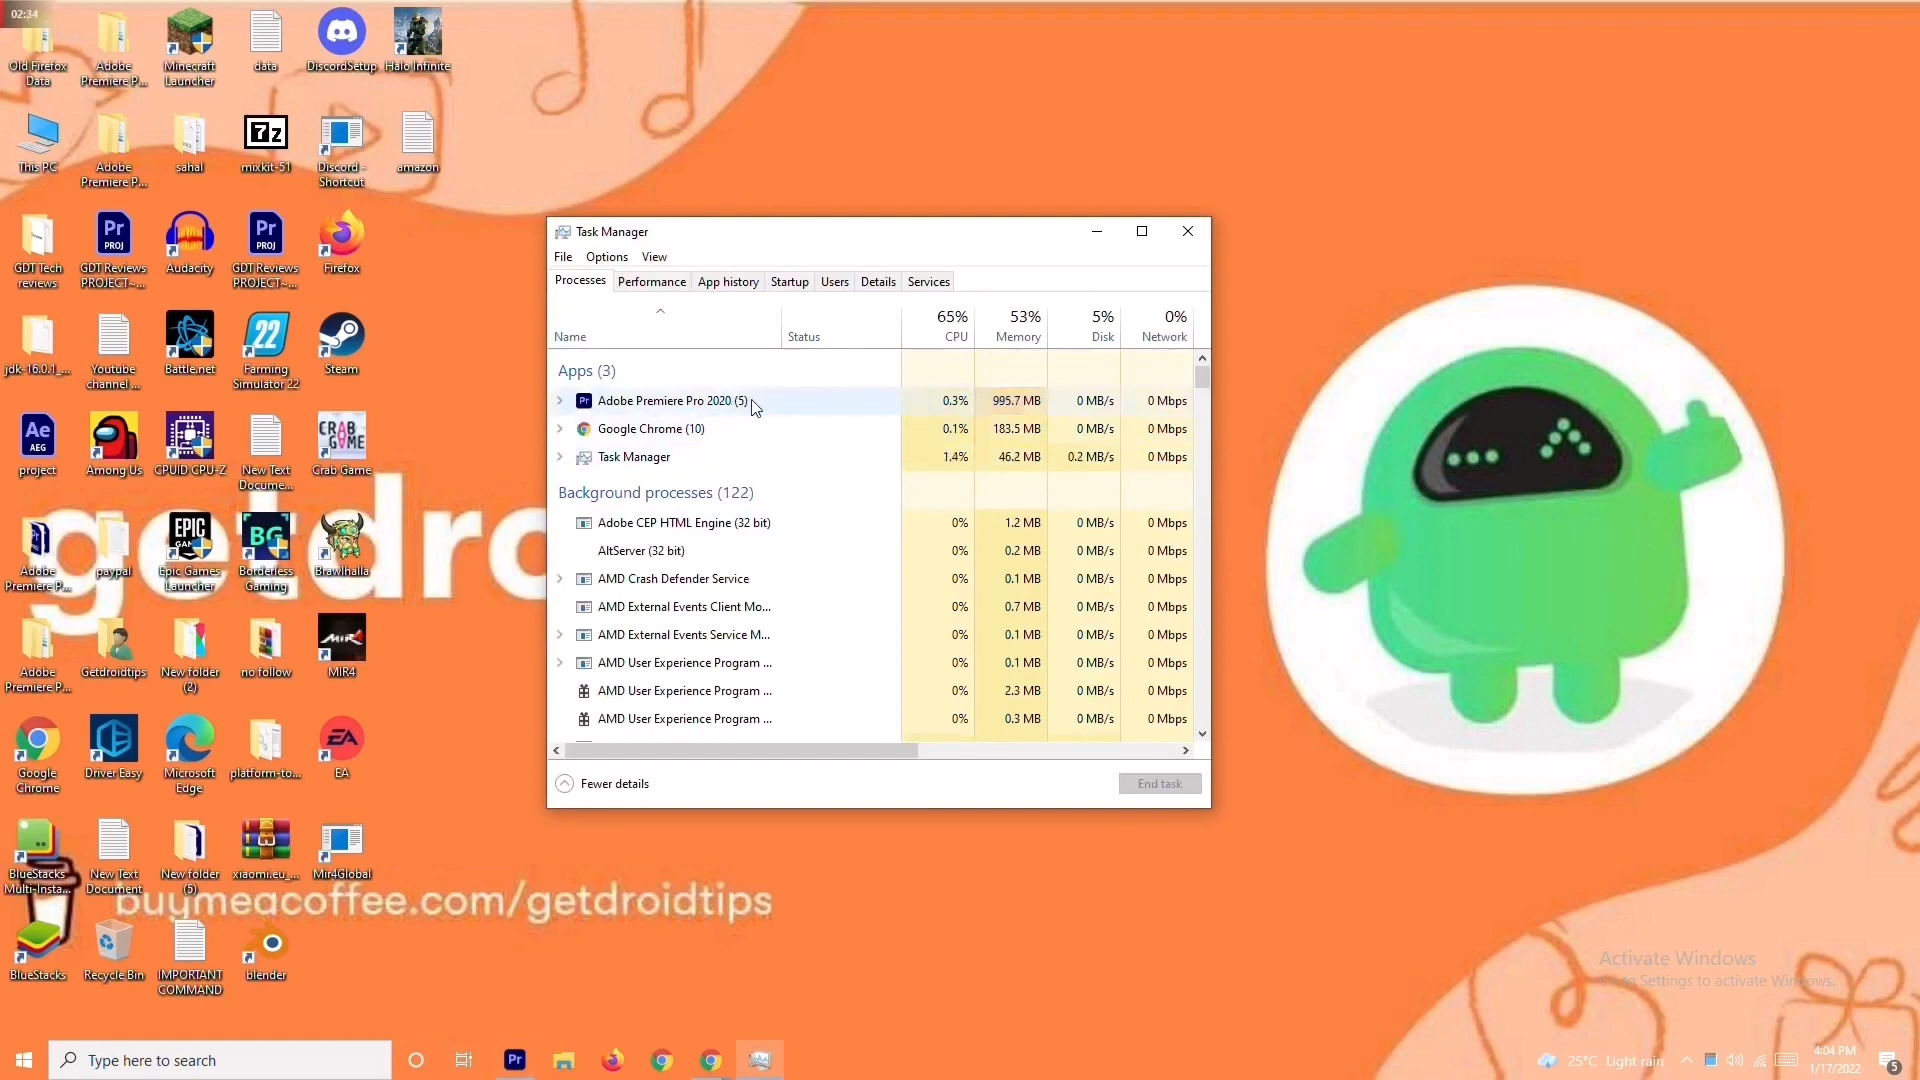 02:34
Old Firefox
Data
Adobe
Premiere P...
Minecraft
Launcher
data
DiscordSetup
Halo Infinite
This PC
Adobe
Premiere P...
sahal
mixkit-51
Discord -
Shortcut
amazon
GDT Tech
reviews
GDT Reviews
PROJECT~...
Audacity
GDT Reviews
PROJECT~...
Firefox
jdk-16.0.1_...
Youtube
channel ...
Battle.net
Farming
Simulator 22
Steam
project
Among Us
CPUID CPU-Z
New Text
Docume...
Crab Game
Adobe
Premiere P...
paypal
Epic Games
Launcher
Borderless
Gaming
Brawlhalla
Adobe
Premiere P...
Getdroidtips
New folder
(2)
no follow
MIR4
Google
Chrome
Driver Easy
Microsoft
Edge
platform-to...
EA
BlueStacks
Multi-Insta...
New Text
Document
New folder
(5)
xiaomi.eu_...
Mir4Global
BlueStacks
Recycle Bin
IMPORTANT
COMMAND
blender
getdro
buymeacoffee.com/getdroidtips
Task Manager
File Options View
Processes Performance App history Startup Users Details Services
65% 53% 5% 0%
Name Status CPU Memory Disk Network
Apps (3)
Adobe Premiere Pro 2020 (5) 0.3% 995.7 MB 0 MB/s 0 Mbps
Google Chrome (10) 0.1% 183.5 MB 0 MB/s 0 Mbps
Task Manager 1.4% 46.2 MB 0.2 MB/s 0 Mbps
Background processes (122)
Adobe CEP HTML Engine (32 bit) 0% 1.2 MB 0 MB/s 0 Mbps
AltServer (32 bit) 0% 0.2 MB 0 MB/s 0 Mbps
AMD Crash Defender Service 0% 0.1 MB 0 MB/s 0 Mbps
AMD External Events Client Mo... 0% 0.7 MB 0 MB/s 0 Mbps
AMD External Events Service M... 0% 0.1 MB 0 MB/s 0 Mbps
AMD User Experience Program ... 0% 0.1 MB 0 MB/s 0 Mbps
AMD User Experience Program ... 0% 2.3 MB 0 MB/s 0 Mbps
AMD User Experience Program ... 0% 0.3 MB 0 MB/s 0 Mbps
Fewer details
End task
Activate Windows
Go to Settings to activate Windows.
Type here to search
25°C Light rain
4:04 PM
1/17/2022
5